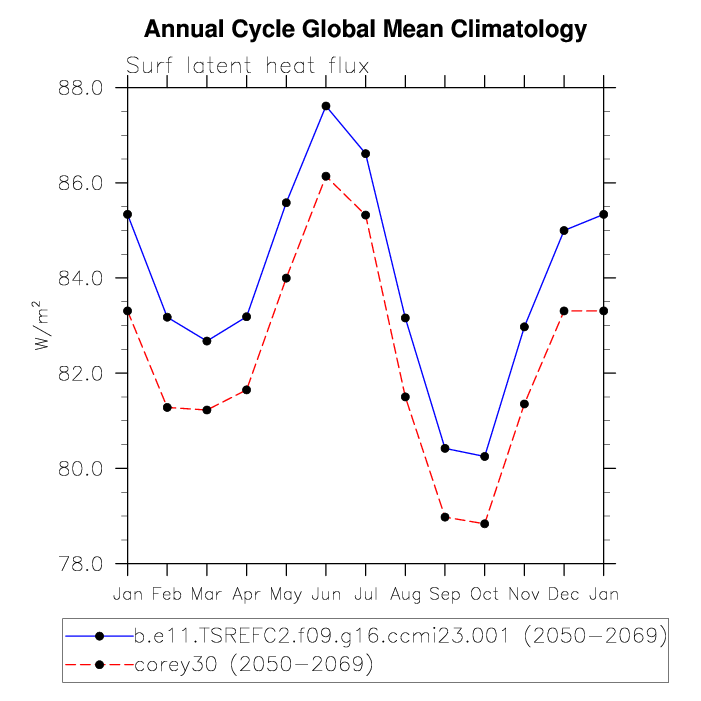 Annual Cycle Global Mean Climatology
Surf latent heat flux
88.0
86.0
84.0
82.0
80.0
78.0
W/m²
Jan Feb Mar Apr May Jun Jul Aug Sep Oct Nov Dec Jan
b.e11.TSREFC2.f09.g16.ccmi23.001 (2050−2069)
corey30 (2050−2069)